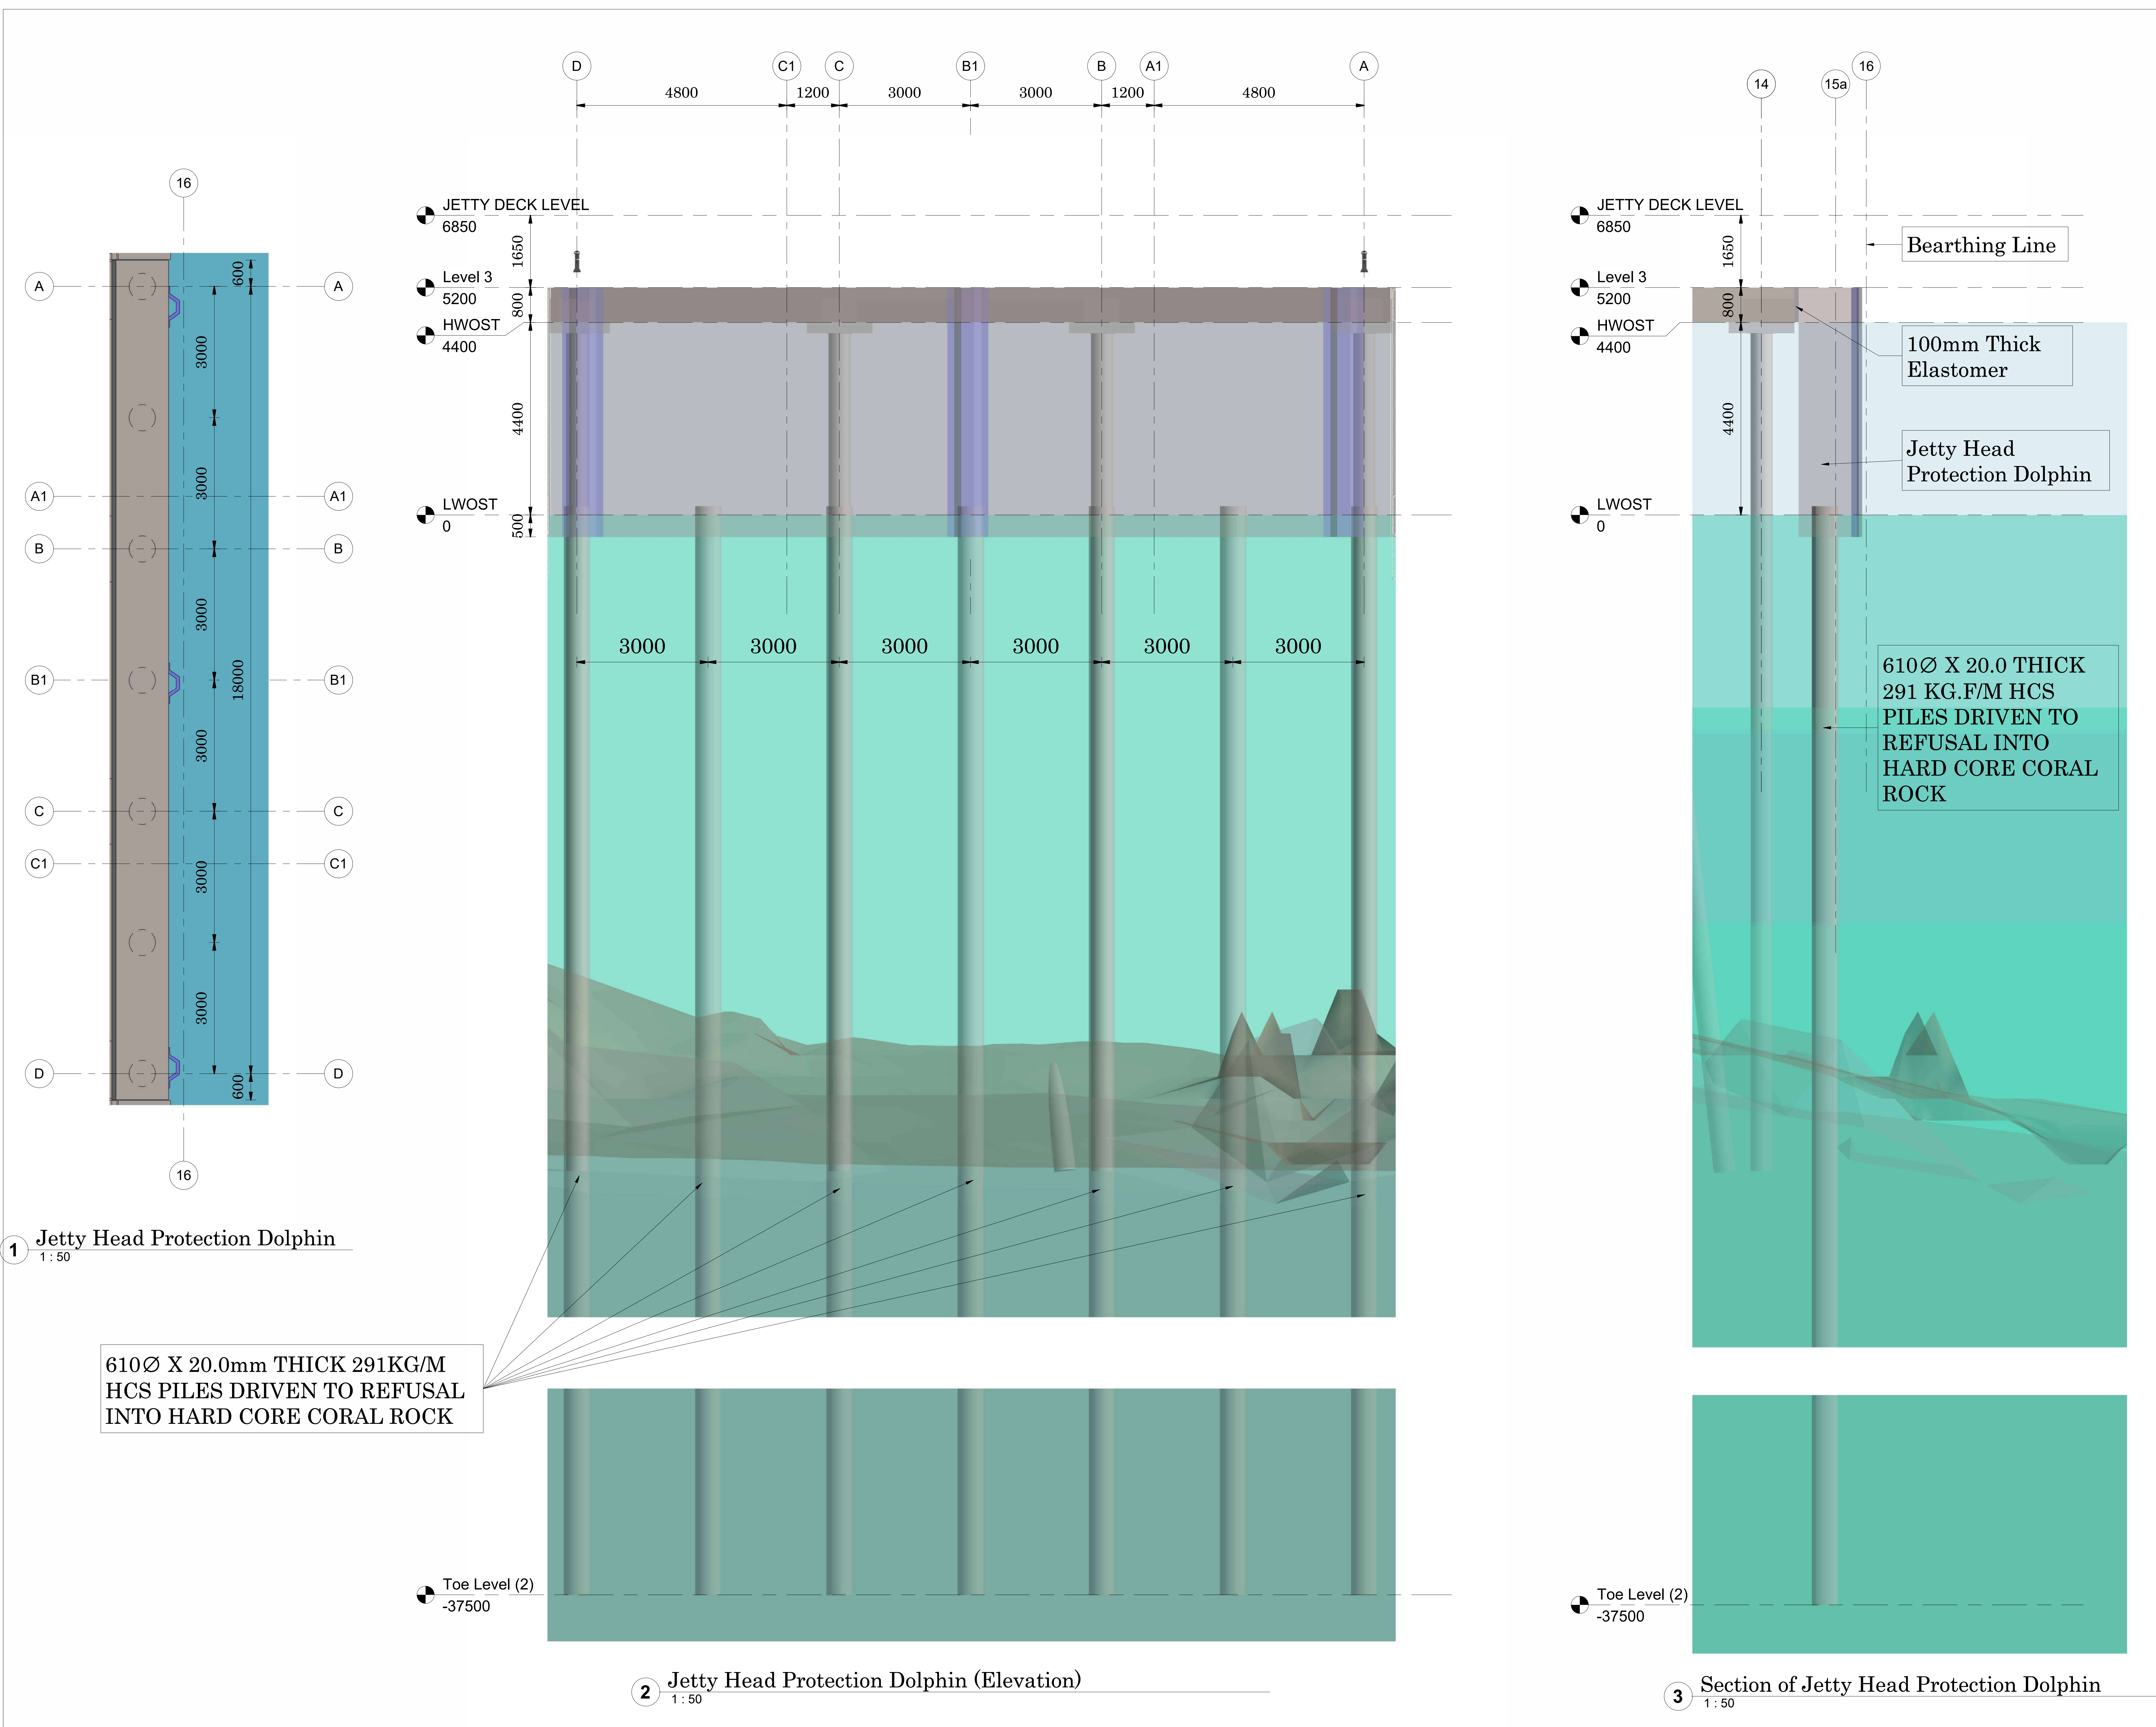 16
A
A
600
3000
3000
A1
A1
B
B
3000
B1
B1
18000
3000
C
C
C1
C1
3000
3000
D
D
600
16
1
Jetty Head Protection Dolphin
1 : 50
D
C1
C
B1
B
A1
A
4800
1200
3000
3000
1200
4800
JETTY DECK LEVEL
6850
1650
Level 3
5200
800
HWOST
4400
4400
LWOST
0
500
3000
3000
3000
3000
3000
3000
610Ø X 20.0mm THICK 291KG/M
HCS PILES DRIVEN TO REFUSAL
INTO HARD CORE CORAL ROCK
Toe Level (2)
-37500
2
Jetty Head Protection Dolphin (Elevation)
1 : 50
14
15a
16
JETTY DECK LEVEL
6850
1650
Bearthing Line
Level 3
5200
800
HWOST
4400
100mm Thick
Elastomer
4400
Jetty Head
Protection Dolphin
LWOST
0
610Ø X 20.0 THICK
291 KG.F/M HCS
PILES DRIVEN TO
REFUSAL INTO
HARD CORE CORAL
ROCK
Toe Level (2)
-37500
3
Section of Jetty Head Protection Dolphin
1 : 50